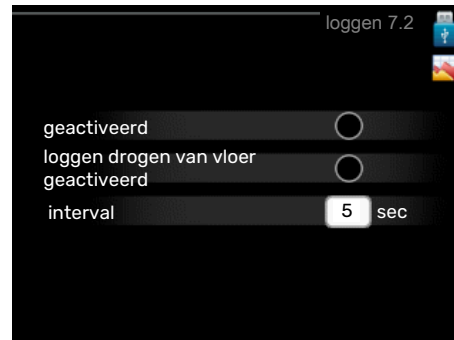 loggen 7.2
geactiveerd
loggen drogen van vloer
geactiveerd
interval 5 sec